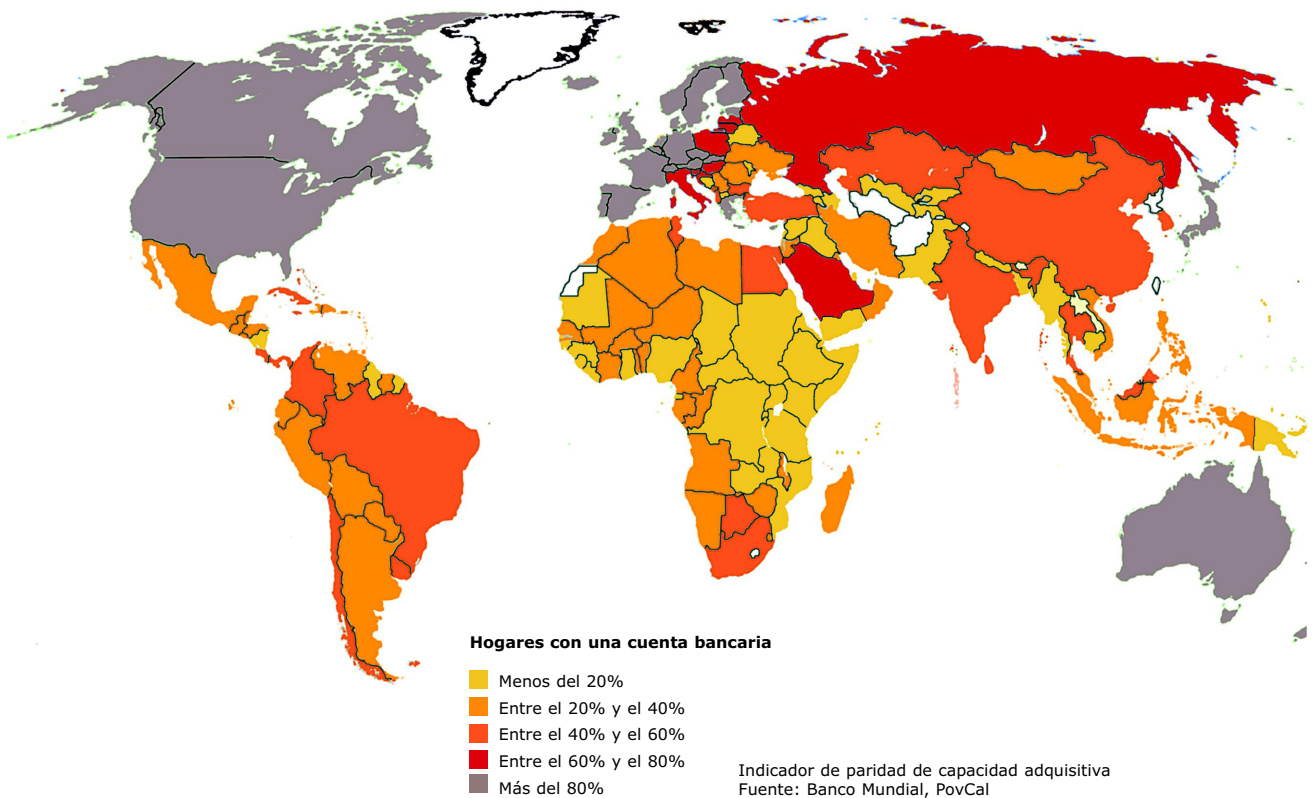 Hogares con una cuenta bancaria
Menos del 20%
Entre el 20% y el 40%
Entre el 40% y el 60%
Entre el 60% y el 80%
Más del 80%
Indicador de paridad de capacidad adquisitiva
Fuente: Banco Mundial, PovCal